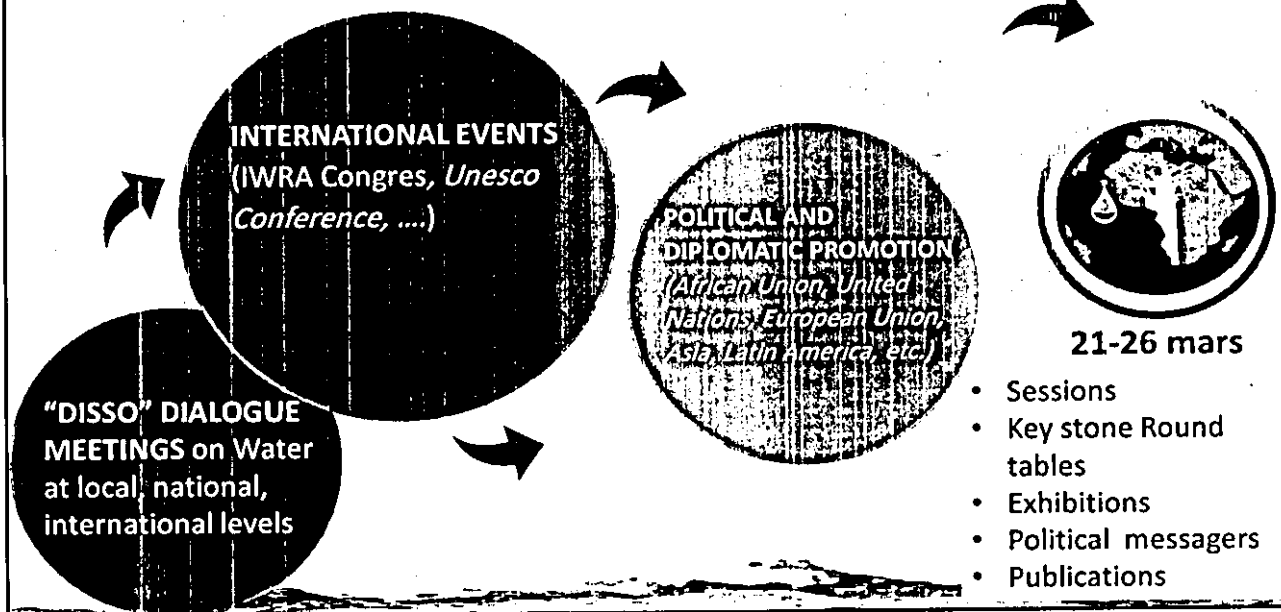 INTERNATIONAL EVENTS
(IWRA Congres, Unesco
Conference, ....)
POLITICAL AND
DIPLOMATIC PROMOTION
(African Union, United
Nations, European Union,
Asia, Latin America, etc.)
"DISSO" DIALOGUE
MEETINGS on Water
at local, national,
international levels
21-26 mars
• Sessions
• Key stone Round
tables
• Exhibitions
• Political messagers
• Publications